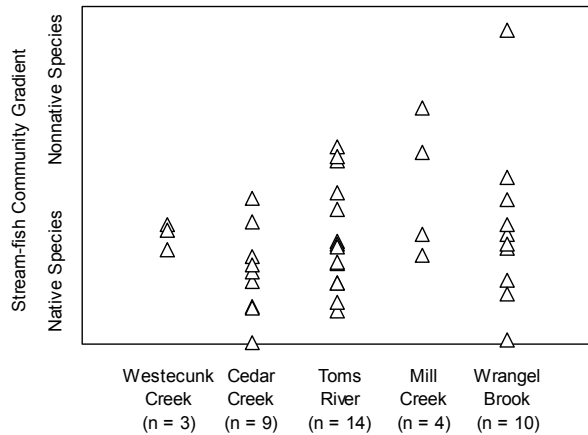 Stream-fish Community Gradient
Nonnative Species
Native Species
Westecunk
Creek
(n = 3)
Cedar
Creek
(n = 9)
Toms
River
(n = 14)
Mill
Creek
(n = 4)
Wrangel
Brook
(n = 10)